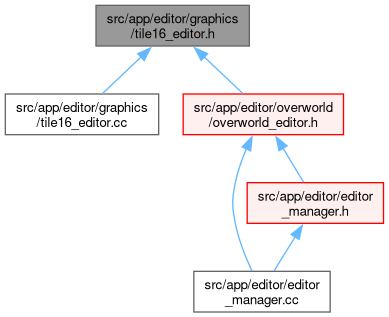 src/app/editor/graphics
/tile16_editor.h
src/app/editor/graphics
/tile16_editor.cc
src/app/editor/overworld
/overworld_editor.h
src/app/editor/editor
_manager.h
src/app/editor/editor
_manager.cc